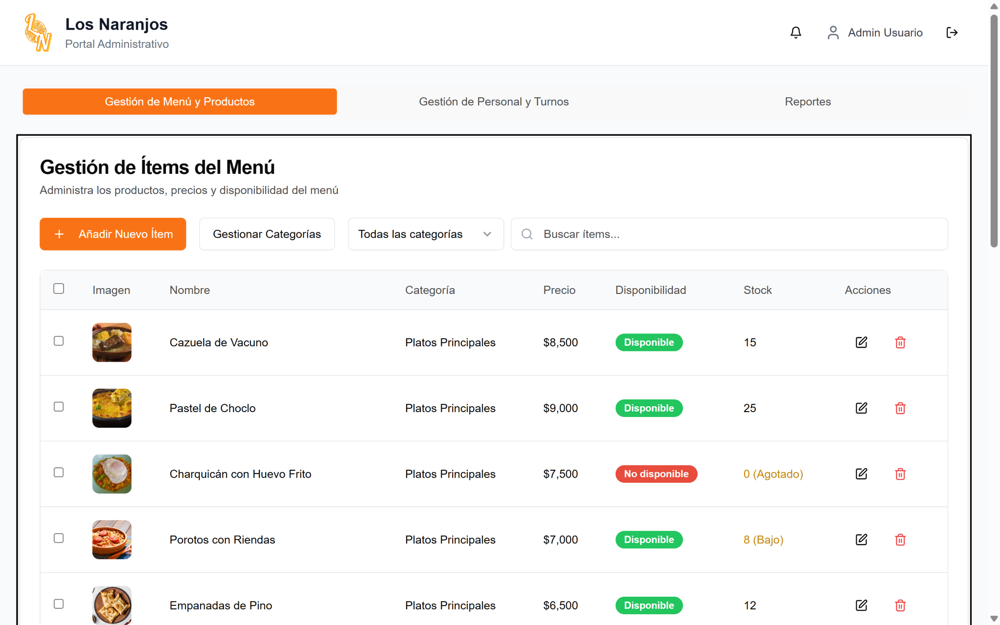 LN
Los Naranjos
Portal Administrativo
Admin Usuario
Gestión de Menú y Productos
Gestión de Personal y Turnos
Reportes
Gestión de Ítems del Menú
Administra los productos, precios y disponibilidad del menú
Añadir Nuevo Ítem
Gestionar Categorías
Todas las categorías
Buscar ítems...
Imagen Nombre Categoría Precio Disponibilidad Stock Acciones
Cazuela de Vacuno Platos Principales $8,500 Disponible 15
Pastel de Choclo Platos Principales $9,000 Disponible 25
Charquicán con Huevo Frito Platos Principales $7,500 No disponible 0 (Agotado)
Porotos con Riendas Platos Principales $7,000 Disponible 8 (Bajo)
Empanadas de Pino Platos Principales $6,500 Disponible 12